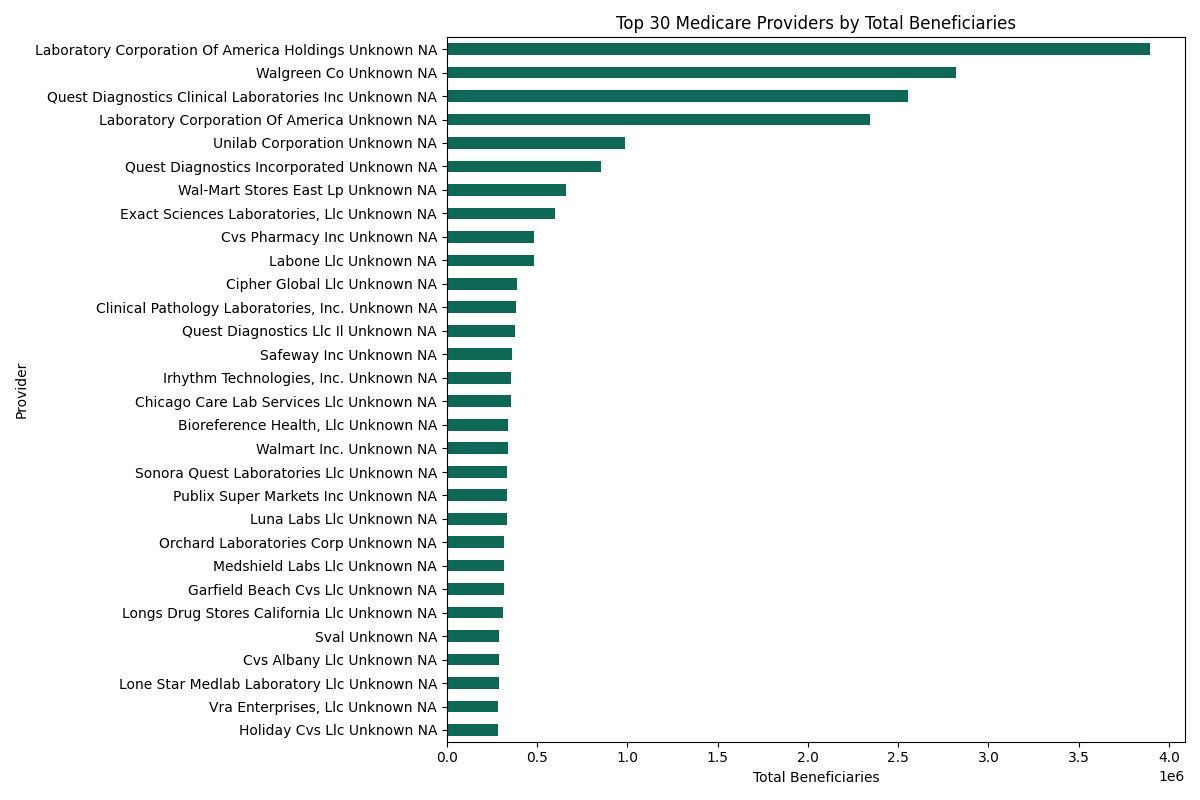 Top 30 Medicare Providers by Total Beneficiaries
Laboratory Corporation Of America Holdings Unknown NA
Walgreen Co Unknown NA
Quest Diagnostics Clinical Laboratories Inc Unknown NA
Laboratory Corporation Of America Unknown NA
Unilab Corporation Unknown NA
Quest Diagnostics Incorporated Unknown NA
Wal-Mart Stores East Lp Unknown NA
Exact Sciences Laboratories, Llc Unknown NA
Cvs Pharmacy Inc Unknown NA
Labone Llc Unknown NA
Cipher Global Llc Unknown NA
Clinical Pathology Laboratories, Inc. Unknown NA
Quest Diagnostics Llc Il Unknown NA
Safeway Inc Unknown NA
Irhythm Technologies, Inc. Unknown NA
Chicago Care Lab Services Llc Unknown NA
Bioreference Health, Llc Unknown NA
Walmart Inc. Unknown NA
Sonora Quest Laboratories Llc Unknown NA
Publix Super Markets Inc Unknown NA
Luna Labs Llc Unknown NA
Orchard Laboratories Corp Unknown NA
Medshield Labs Llc Unknown NA
Garfield Beach Cvs Llc Unknown NA
Longs Drug Stores California Llc Unknown NA
Sval Unknown NA
Cvs Albany Llc Unknown NA
Lone Star Medlab Laboratory Llc Unknown NA
Vra Enterprises, Llc Unknown NA
Holiday Cvs Llc Unknown NA
Provider
0.0 0.5 1.0 1.5 2.0 2.5 3.0 3.5 4.0
1e6
Total Beneficiaries